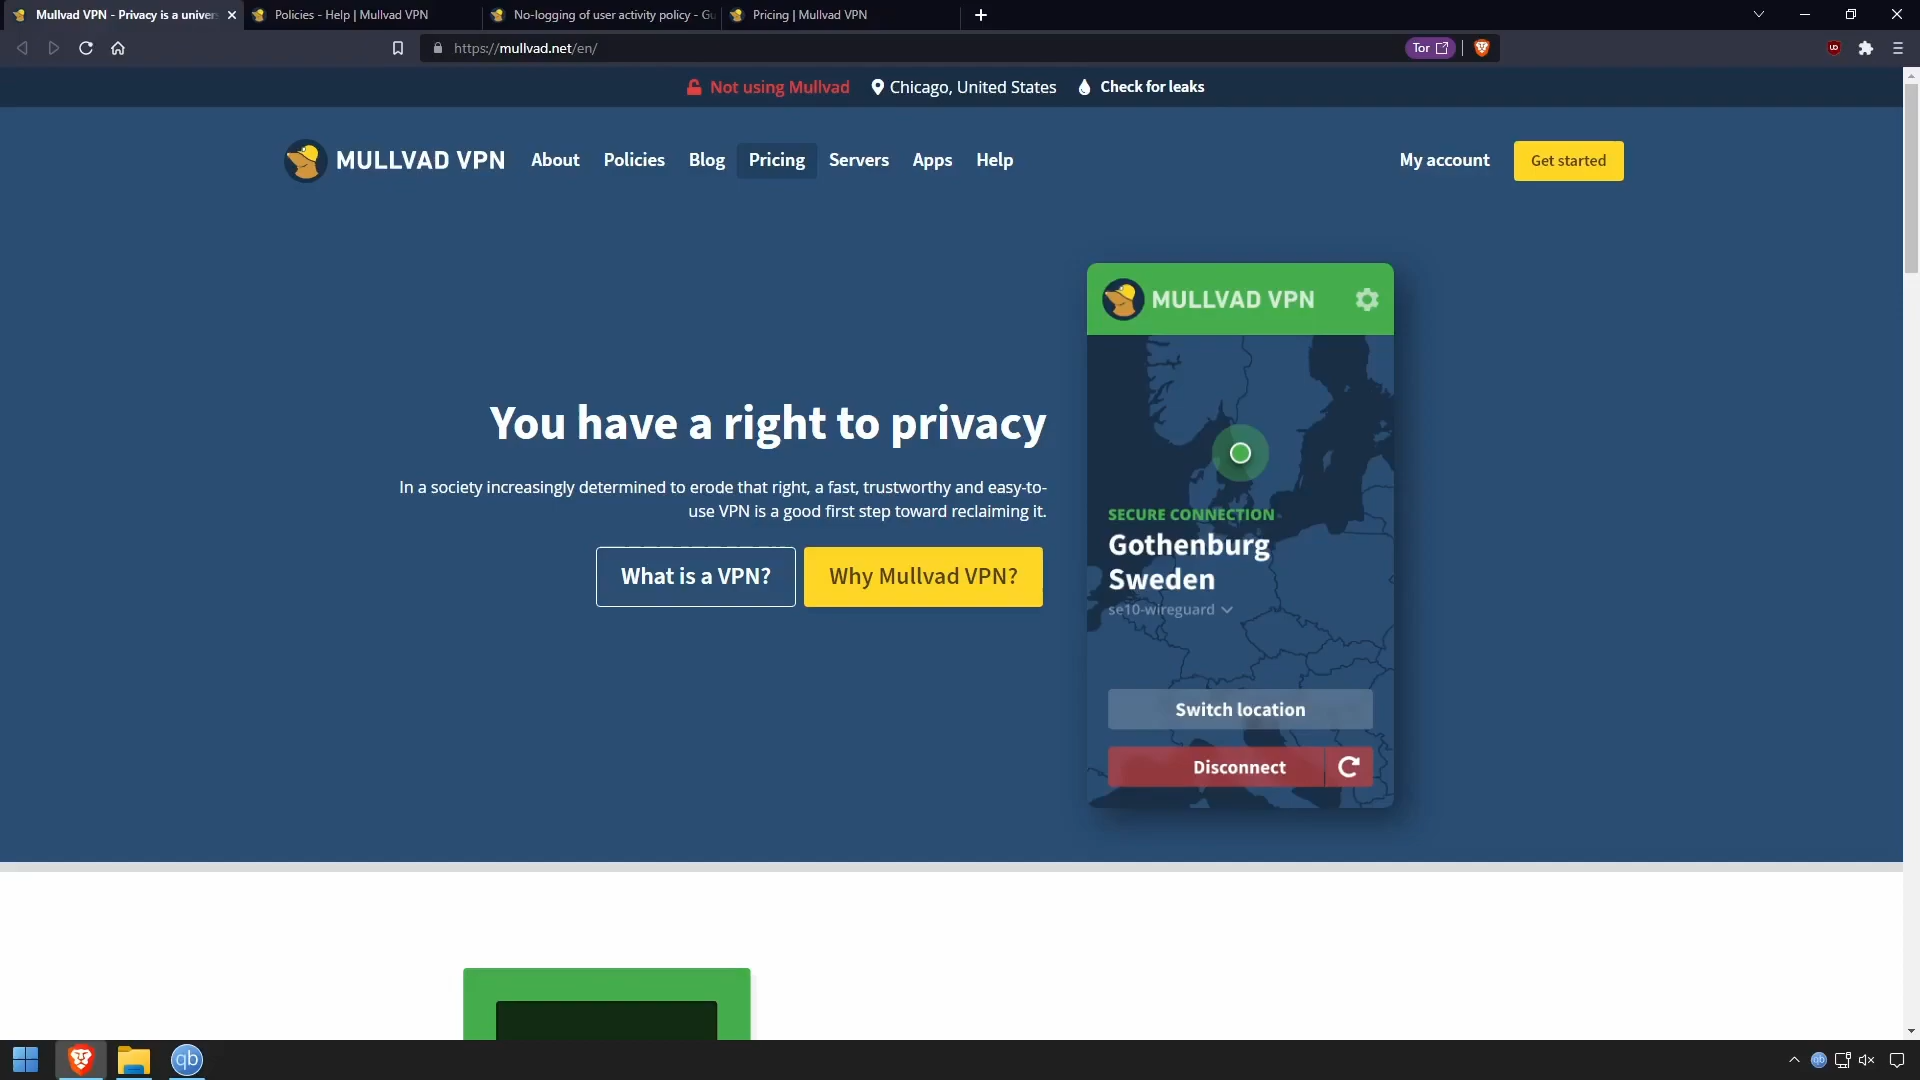 Mullvad VPN - Privacy is a univer
Policies - Help | Mullvad VPN
No-logging of user activity policy - Gu
Pricing | Mullvad VPN
https://mullvad.net/en/
Tor
Not using Mullvad
Chicago, United States
Check for leaks
MULLVAD VPN
About
Policies
Blog
Pricing
Servers
Apps
Help
My account
Get started
You have a right to privacy
In a society increasingly determined to erode that right, a fast, trustworthy and easy-to-
use VPN is a good first step toward reclaiming it.
What is a VPN?
Why Mullvad VPN?
MULLVAD VPN
SECURE CONNECTION
Gothenburg
Sweden
se10-wireguard
Switch location
Disconnect
qb
qb